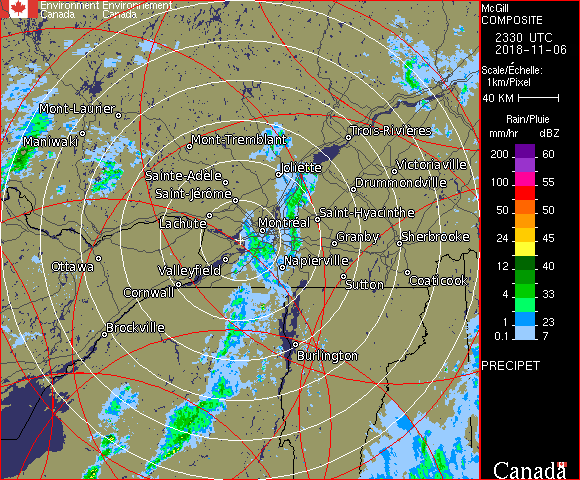 Environment Environnement
Canada Canada
McGill
COMPOSITE
2330 UTC
2018-11-06
Scale/Échelle:
1km/Pixel
40 KM
Rain/Pluie
mm/hr dBZ
200 60
100 55
50 50
24 45
12 40
4 33
1 23
0.1 7
PRECIPET
Canada
Mont-Laurier
Maniwaki
Mont-Tremblant
Trois-Rivières
Joliette
Victoriaville
Sainte-Adèle
Drummondville
Saint-Jérôme
Saint-Hyacinthe
Lachute
Montréal
Granby
Sherbrooke
Ottawa
Valleyfield
Napierville
Cornwall
Sutton
Coaticook
Brockville
Burlington